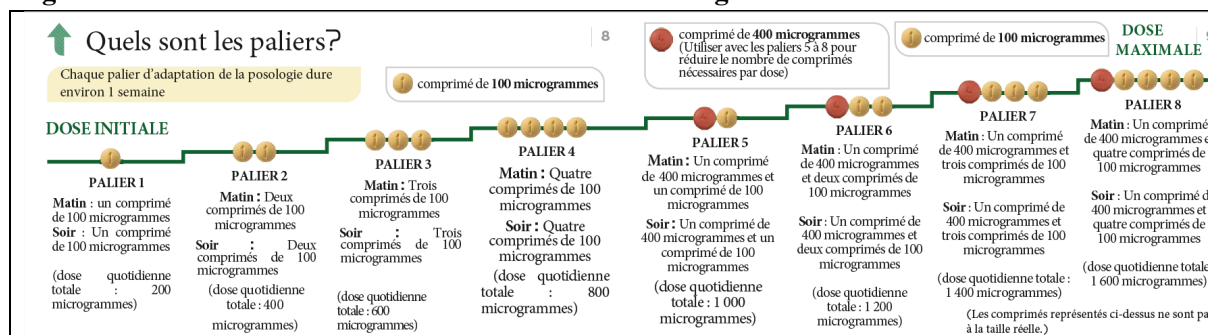 Quels sont les paliers?
8
Chaque palier d'adaptation de la posologie dure
environ 1 semaine
comprimé de 100 microgrammes
comprimé de 400 microgrammes
(Utiliser avec les paliers 5 à 8 pour
réduire le nombre de comprimés
nécessaires par dose)
comprimé de 100 microgrammes
DOSE
MAXIMALE
DOSE INITIALE
PALIER 1
Matin : un comprimé
de 100 microgrammes
Soir : Un comprimé
de 100 microgrammes
(dose quotidienne
totale : 200
microgrammes)
PALIER 2
Matin : Deux
comprimés de 100
microgrammes
Soir : Deux
comprimés de 100
microgrammes
(dose quotidienne
totale : 400
microgrammes)
PALIER 3
Matin : Trois
comprimés de 100
microgrammes
Soir : Trois
comprimés de 100
microgrammes
(dose quotidienne
totale : 600
microgrammes)
PALIER 4
Matin : Quatre
comprimés de 100
microgrammes
Soir : Quatre
comprimés de 100
microgrammes
(dose quotidienne
totale : 800
microgrammes)
PALIER 5
Matin : Un comprimé
de 400 microgrammes et
un comprimé de 100
microgrammes
Soir : Un comprimé de
400 microgrammes et un
comprimé de 100
microgrammes
(dose quotidienne
totale : 1 000
microgrammes)
PALIER 6
Matin : Un comprimé
de 400 microgrammes
et deux comprimés de
100 microgrammes
Soir : Un comprimé de
400 microgrammes et
deux comprimés de 100
microgrammes
(dose quotidienne
totale : 1 200
microgrammes)
PALIER 7
Matin : Un comprimé
de 400 microgrammes et
trois comprimés de 100
microgrammes
Soir : Un comprimé de
400 microgrammes et
trois comprimés de 100
microgrammes
(dose quotidienne totale :
1 400 microgrammes)
PALIER 8
Matin : Un comprimé
de 400 microgrammes
quatre comprimés de
100 microgrammes
Soir : Un comprimé
400 microgrammes et
quatre comprimés de
100 microgrammes
(dose quotidienne totale
1 600 microgrammes)
(Les comprimés représentés ci-dessus ne sont
à la taille réelle.)